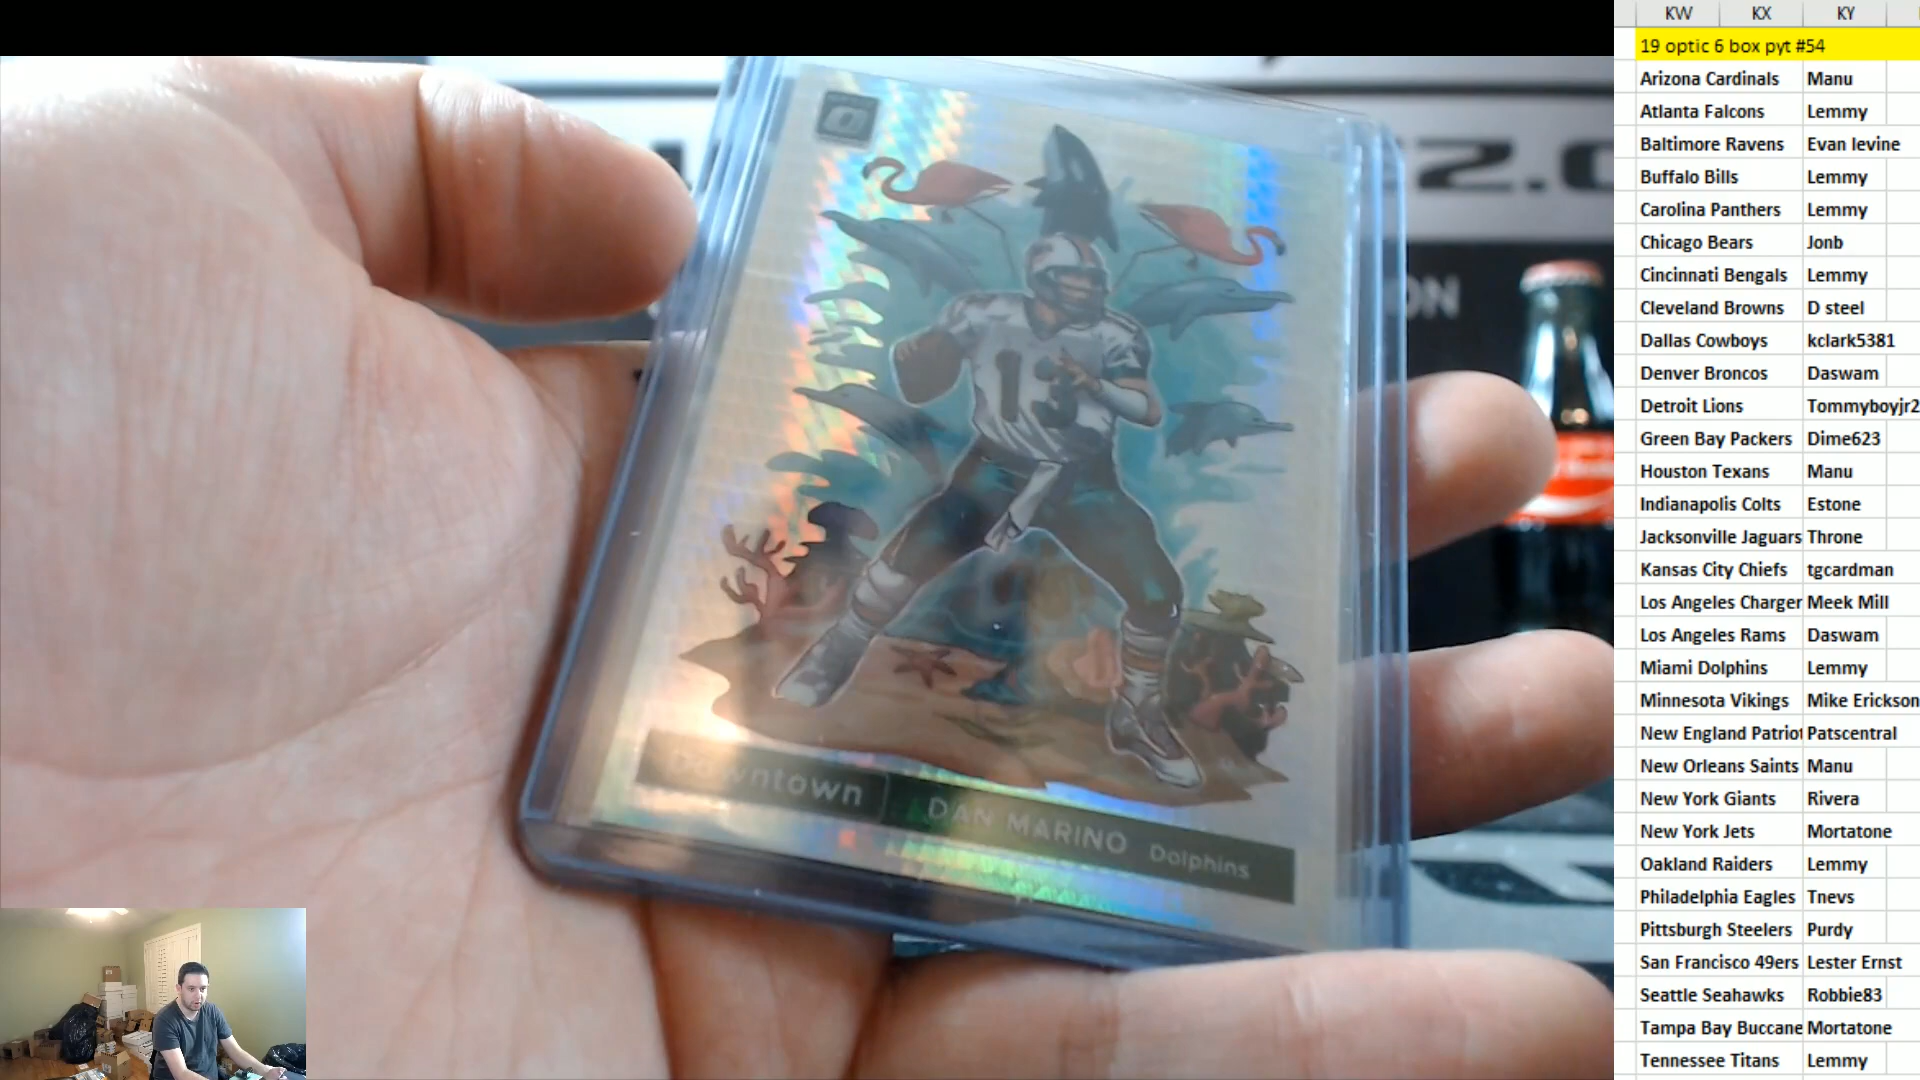 KW KX KY
19 optic 6 box pyt #54
Arizona Cardinals Manu
Atlanta Falcons Lemmy
Baltimore Ravens Evan levine
Buffalo Bills Lemmy
Carolina Panthers Lemmy
Chicago Bears Jonb
Cincinnati Bengals Lemmy
Cleveland Browns D steel
Dallas Cowboys kclark5381
Denver Broncos Daswam
Detroit Lions Tommyboyjr2
Green Bay Packers Dime623
Houston Texans Manu
Indianapolis Colts Estone
Jacksonville Jaguars Throne
Kansas City Chiefs tgcardman
Los Angeles Charger Meek Mill
Los Angeles Rams Daswam
Miami Dolphins Lemmy
Minnesota Vikings Mike Erickson
New England Patriot Patscentral
New Orleans Saints Manu
New York Giants Rivera
New York Jets Mortatone
Oakland Raiders Lemmy
Philadelphia Eagles Tnevs
Pittsburgh Steelers Purdy
San Francisco 49ers Lester Ernst
Seattle Seahawks Robbie83
Tampa Bay Buccane Mortatone
Tennessee Titans Lemmy
13
Downtown DAN MARINO Dolphins